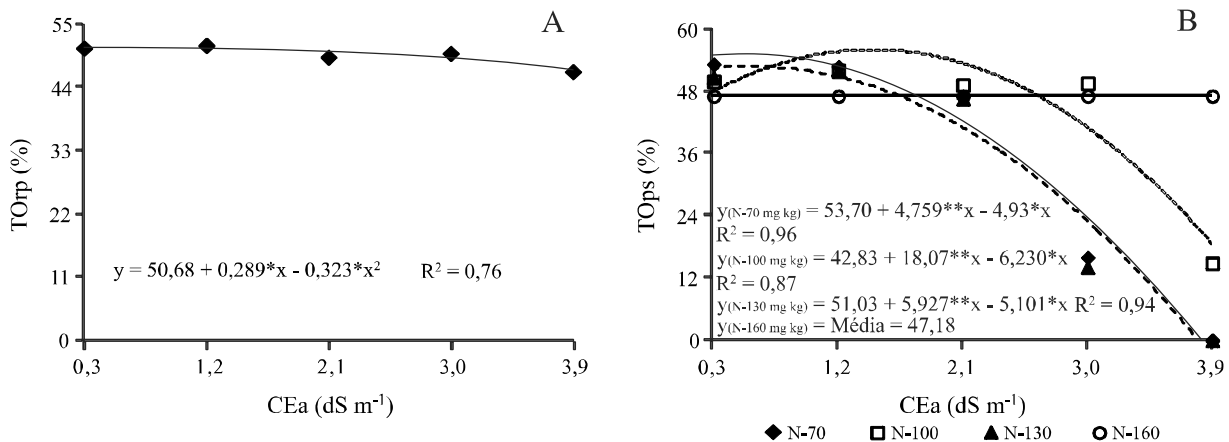 A
55
44
33
22
11
0
TOrp (%)
y = 50,68 + 0,289*x - 0,323*x² R² = 0,76
0,3 1,2 2,1 3,0 3,9
CEa (dS m⁻¹)
B
60
48
36
24
12
0
TOps (%)
y(N-70 mg kg) = 53,70 + 4,759**x - 4,93*x
R² = 0,96
y(N-100 mg kg) = 42,83 + 18,07**x - 6,230*x
R² = 0,87
y(N-130 mg kg) = 51,03 + 5,927**x - 5,101*x R² = 0,94
y(N-160 mg kg) = Média = 47,18
0,3 1,2 2,1 3,0 3,9
CEa (dS m⁻¹)
N-70 N-100 N-130 N-160